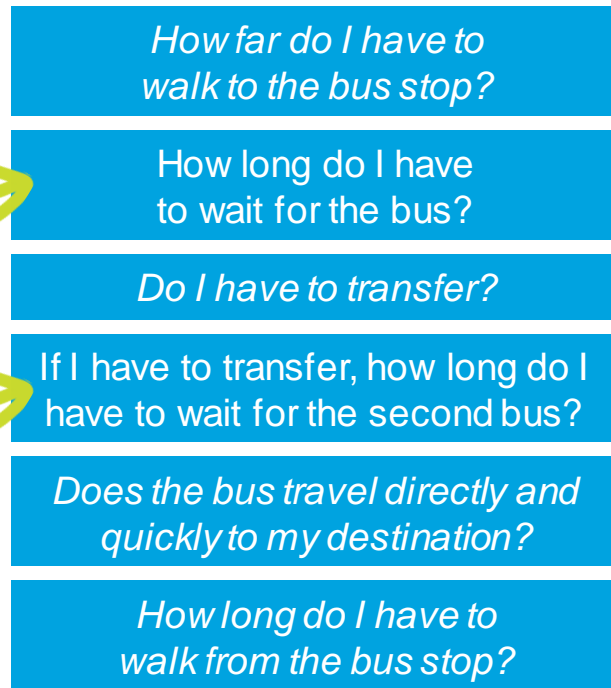 How far do I have to
walk to the bus stop?
How long do I have
to wait for the bus?
Do I have to transfer?
If I have to transfer, how long do I
have to wait for the second bus?
Does the bus travel directly and
quickly to my destination?
How long do I have to
walk from the bus stop?